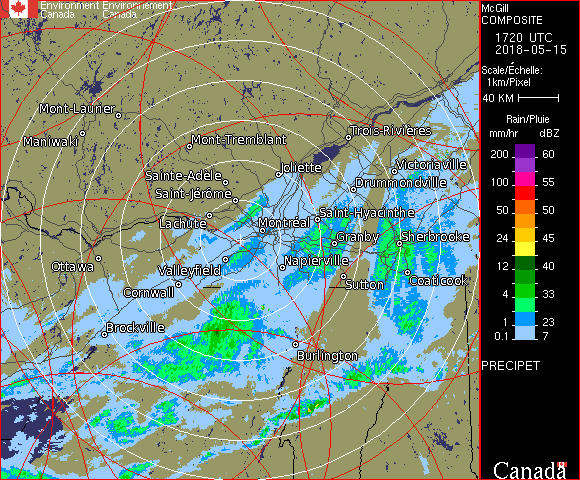 Environment Environnement
Canada Canada
McGill
COMPOSITE
1720 UTC
2018-05-15
Scale/Échelle:
1km/Pixel
40 KM
Rain/Pluie
mm/hr dBZ
200 60
100 55
50 50
24 45
12 40
4 33
1 23
0.1 7
PRECIPET
Canada
Mont-Laurier
Maniwaki
Mont-Tremblant
Trois-Rivières
Joliette
Victoriaville
Sainte-Adèle
Drummondville
Saint-Jérôme
Lachute
Montréal
Saint-Hyacinthe
Granby
Sherbrooke
Ottawa
Valleyfield
Napierville
Coaticook
Cornwall
Sutton
Brockville
Burlington